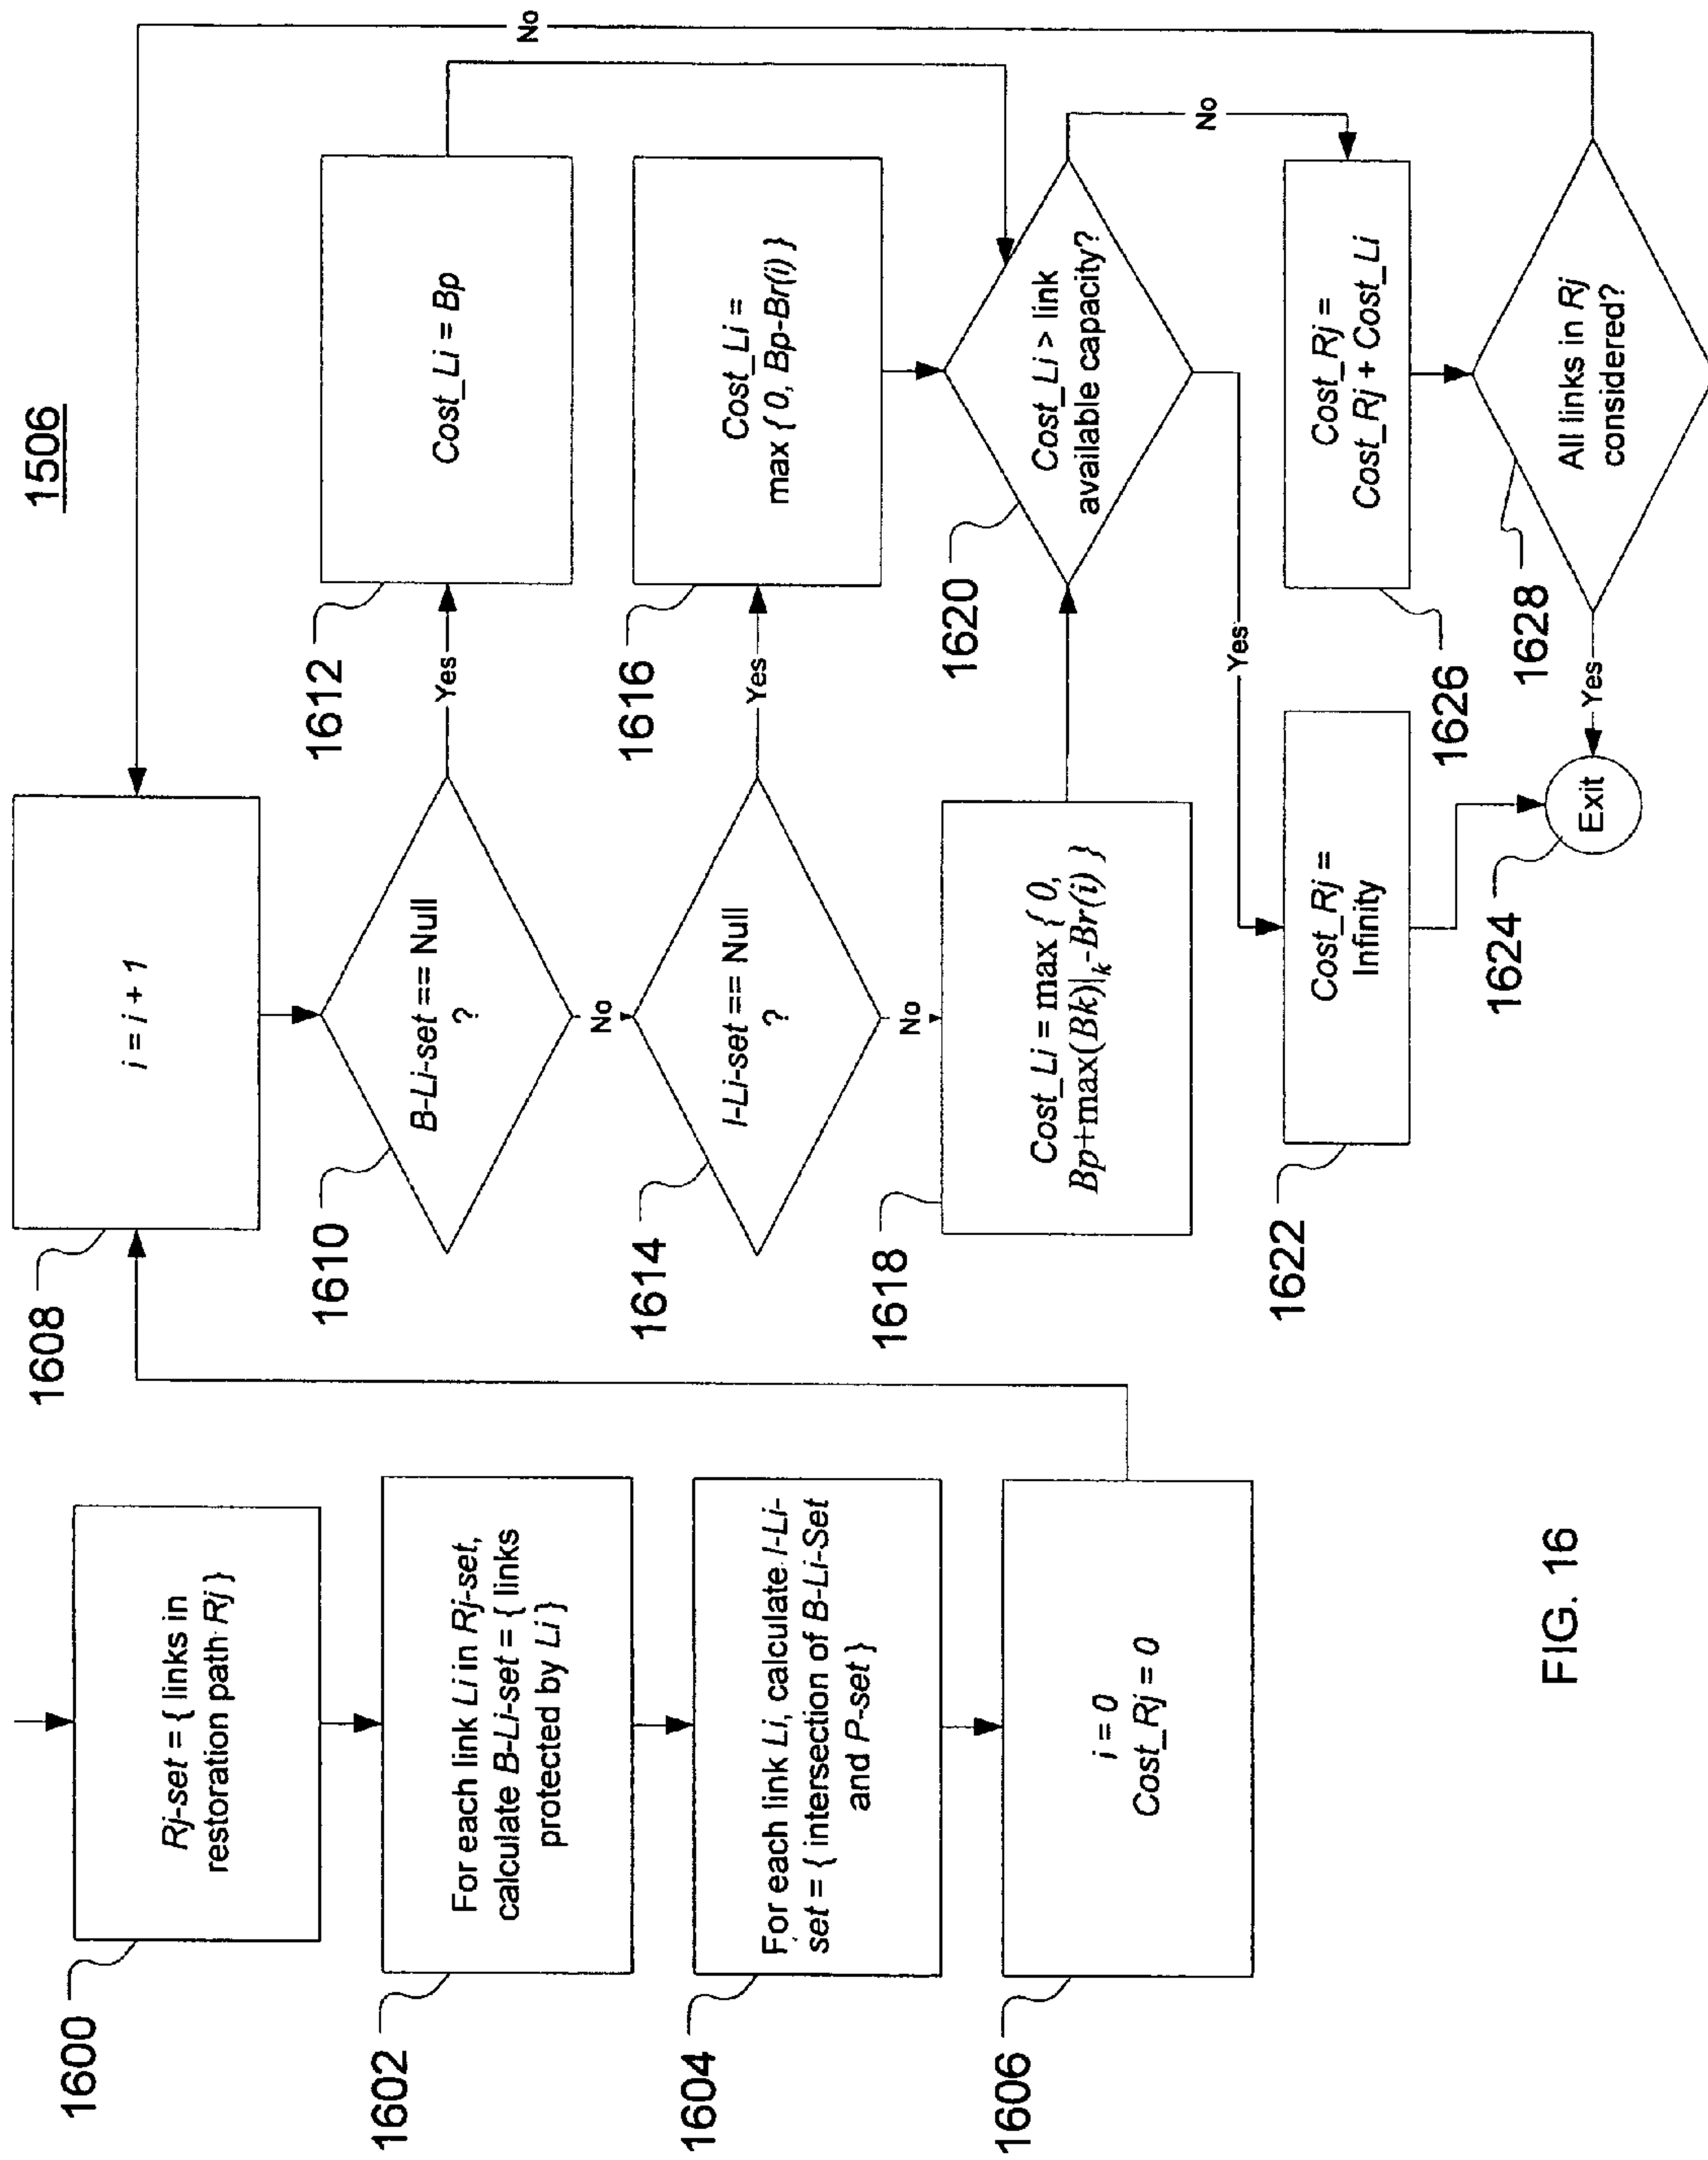 1506
1600
Rj-set = { links in
restoration path Rj }
1602
For each link Li in Rj-set,
calculate B-Li-set = { links
protected by Li }
1604
For each link Li, calculate I-Li-
set = { intersection of B-Li-Set
and P-set }
1606
i = 0
Cost_Rj = 0
1608
i = i + 1
1610
B-Li-set == Null
?
Yes
No
1612
Cost_Li = Bp
1614
I-Li-set == Null
?
Yes
No
1616
Cost_Li =
max { 0, Bp-Br(i) }
1618
Cost_Li = max { 0,
Bp+max(Bk)|k-Br(i) }
1620
Cost_Li > link
available capacity?
Yes
No
1622
Cost_Rj =
Infinity
1624
Exit
1626
Cost_Rj =
Cost_Rj + Cost_Li
1628
All links in Rj
considered?
Yes
No
FIG. 16